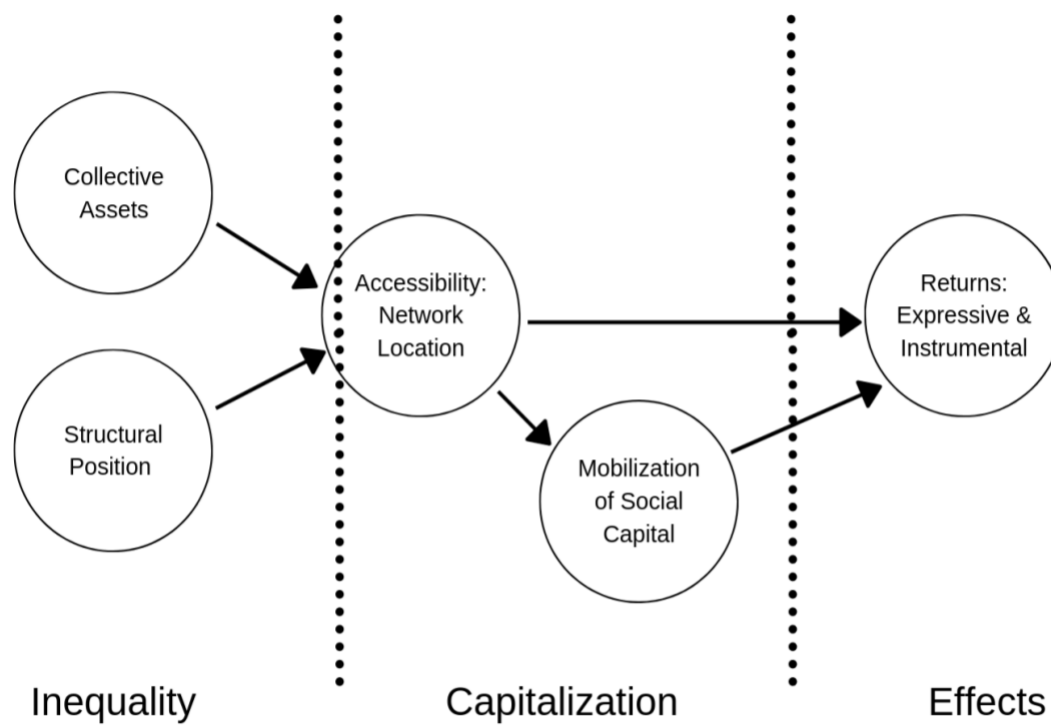 Collective
Assets
Structural
Position
Accessibility:
Network
Location
Mobilization
of Social
Capital
Returns:
Expressive &
Instrumental
Inequality
Capitalization
Effects